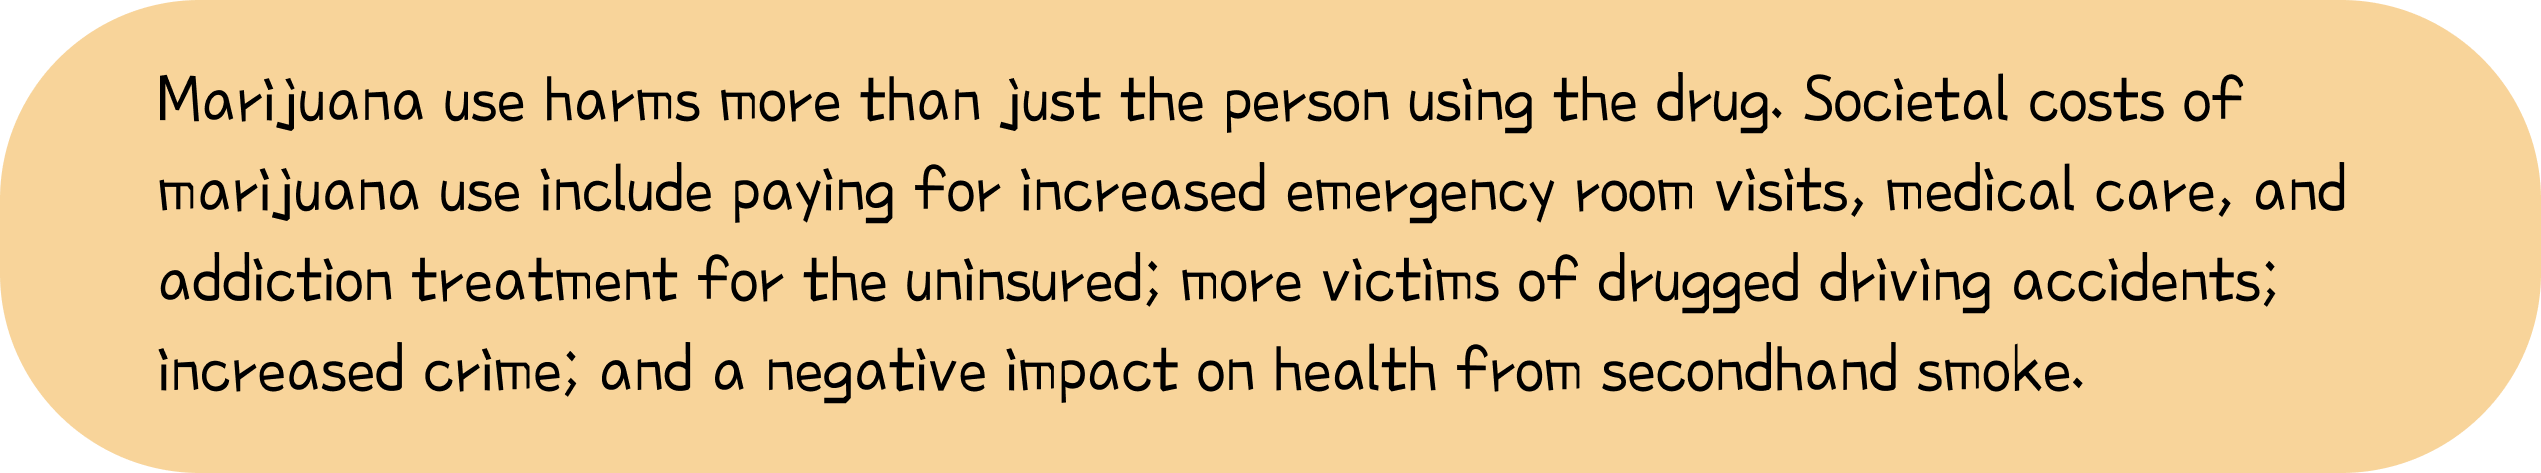 Marijuana use harms more than just the person using the drug. Societal costs of
marijuana use include paying for increased emergency room visits, medical care, and
addiction treatment for the uninsured; more victims of drugged driving accidents;
increased crime; and a negative impact on health from secondhand smoke.